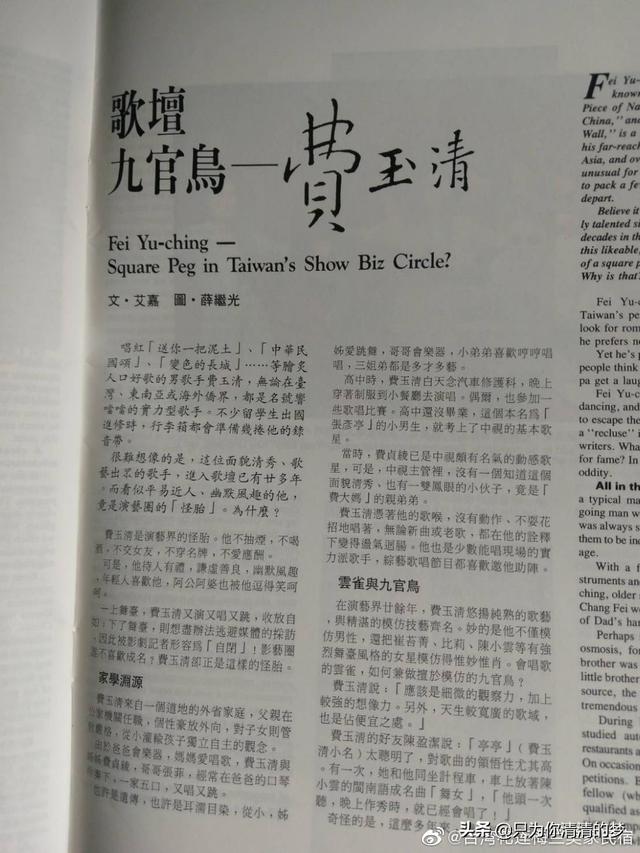 歌壇
九官鳥—費玉清
Fei Yu-ching —
Square Peg in Taiwan's Show Biz Circle?
文・艾嘉 圖・薛繼光
唱紅「送你一把泥土」、「中華民
國頌」、「變色的長城」……等膾炙
人口好歌的男歌手費玉清，無論在臺
灣、東南亞或海外僑界，都是名號響
噹噹的實力型歌手。不少留學生出國
進修時，行李箱都會準備幾捲他的錄
音帶。
很難想像的是，這位面貌清秀、歌
藝出眾的歌手，進入歌壇已有廿多年
。而看似平易近人、幽默風趣的他，
竟是演藝圈的「怪胎」。為什麼？
費玉清是演藝界的怪胎。他不抽煙，不喝
酒，不交女友，不穿名牌，不愛應酬。
可是，他待人有禮，謙虛善良，幽默風趣
，年輕人喜歡他，阿公阿婆也被他逗得笑呵
呵。
一上舞臺，費玉清又演又唱又跳，收放自
如；下了舞臺，則想盡辦法逃避媒體的採訪
，因此被影劇記者形容為「自閉」！影藝圈
誰不喜歡成名？費玉清卻正是這樣的怪胎。
家學淵源
費玉清來自一個道地的外省家庭，父親在
公家機關任職，個性豪放外向，對子女則管
教嚴格，從小灌輸孩子獨立自主的觀念。
由於爸爸會樂器，媽媽愛唱歌，費玉清與
姊姊費貞綾，哥哥張菲，經常在爸爸的口琴
伴奏下，一家五口，又唱又跳。
也許是遺傳，也許是耳濡目染，從小，姊
姊愛跳舞，哥哥會樂器，小弟弟喜歡哼哼唱
唱，三姐弟都是多才多藝。
高中時，費玉清白天念汽車修護科，晚上
穿著制服到小餐廳去演唱。偶爾，也參加一
些歌唱比賽。高中還沒畢業，這個本名爲「
張彥亭」的小男生，就考上了中視的基本歌
星。
當時，費貞綾已是中視頗有名氣的動感歌
星，可是，中視主管裡，沒有一個知道這個
面貌清秀、也有一雙鳳眼的小伙子，竟是「
費大媽」的親弟弟。
費玉清憑著他的歌喉，沒有動作、不耍花
招地唱著，無論新曲或老歌，都在他的詮釋
下變得盪氣迴腸。他也是少數能唱現場的實
力派歌手，綜藝歌唱節目都喜歡邀他助陣。
雲雀與九官鳥
在演藝界廿餘年，費玉清悠揚純熟的歌藝
，與精湛的模仿技藝齊名。妙的是他不僅模
仿男性，還把崔苔菁、比莉、陳小雲等有強
烈舞臺風格的女星模仿得惟妙惟肖。會唱歌
的雲雀，如何兼做擅於模仿的九官鳥？
費玉清說：「應該是細微的觀察力，加上
較強的想像力。另外，天生較寬廣的歌域，
也是佔便宜之處。」
費玉清的好友陳盈潔說：「亭亭」（費玉
清小名）太聰明了，對歌曲的領悟性尤其高
。有一次，她和他同坐計程車，車上放著陳
小雲的閩南語成名曲「舞女」，「他頭一次
聽，晚上作秀時，就已經會唱了！」
奇怪的是，這麼多年來
Fei Yu-
known
Piece of Na
China," and
Wall," is a
his far-reach
Asia, and ov
unusual for
to pack a fe
depart.
Believe it
ly talented si
decades in th
this likeable,
of a square p
Why is that?
Fei Yu-
Taiwan's pe
look for rom
he prefers no
Yet he's p
people think
pa get a laug
Fei Yu-c
dancing, and
to escape the
a "recluse" i
writers. Wha
for fame? In
oddity.
All in th
a typical ma
going man w
was always s
them to be ind
age.
With a f
struments and
ching, older s
Chang Fei wo
of Dad's har
Perhaps
osmosis, for
brother was
little brother
source, the
tremendous
During
studied auto
restaurants a
On occasion
petitions.
fellow (wh
qualified as
头条 @只为你清清的梦